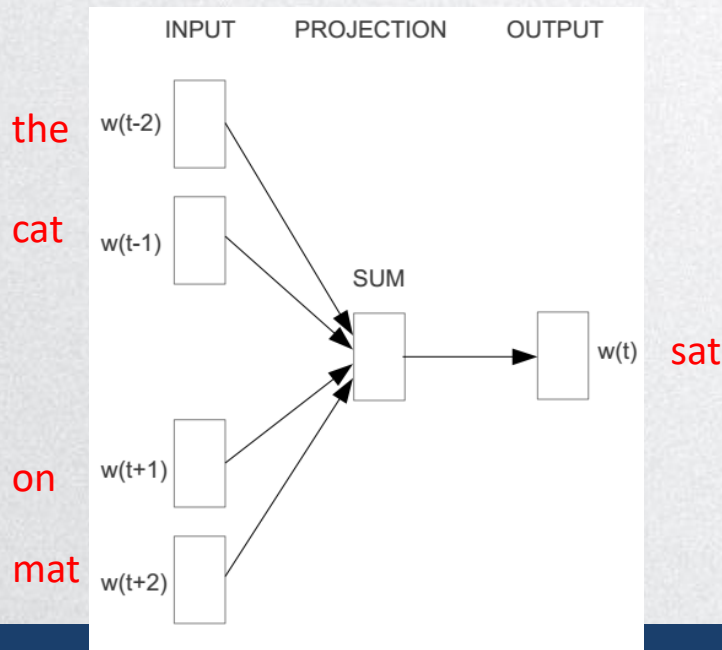 INPUT PROJECTION OUTPUT
the w(t-2)
cat w(t-1)
SUM
w(t) sat
on w(t+1)
mat w(t+2)